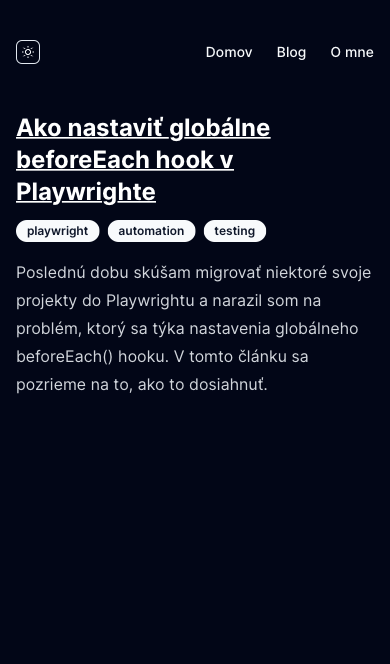 Domov Blog O mne
Ako nastaviť globálne
beforeEach hook v
Playwrighte
playwright automation testing
Poslednú dobu skúšam migrovať niektoré svoje
projekty do Playwrightu a narazil som na
problém, ktorý sa týka nastavenia globálneho
beforeEach() hooku. V tomto článku sa
pozrieme na to, ako to dosiahnuť.